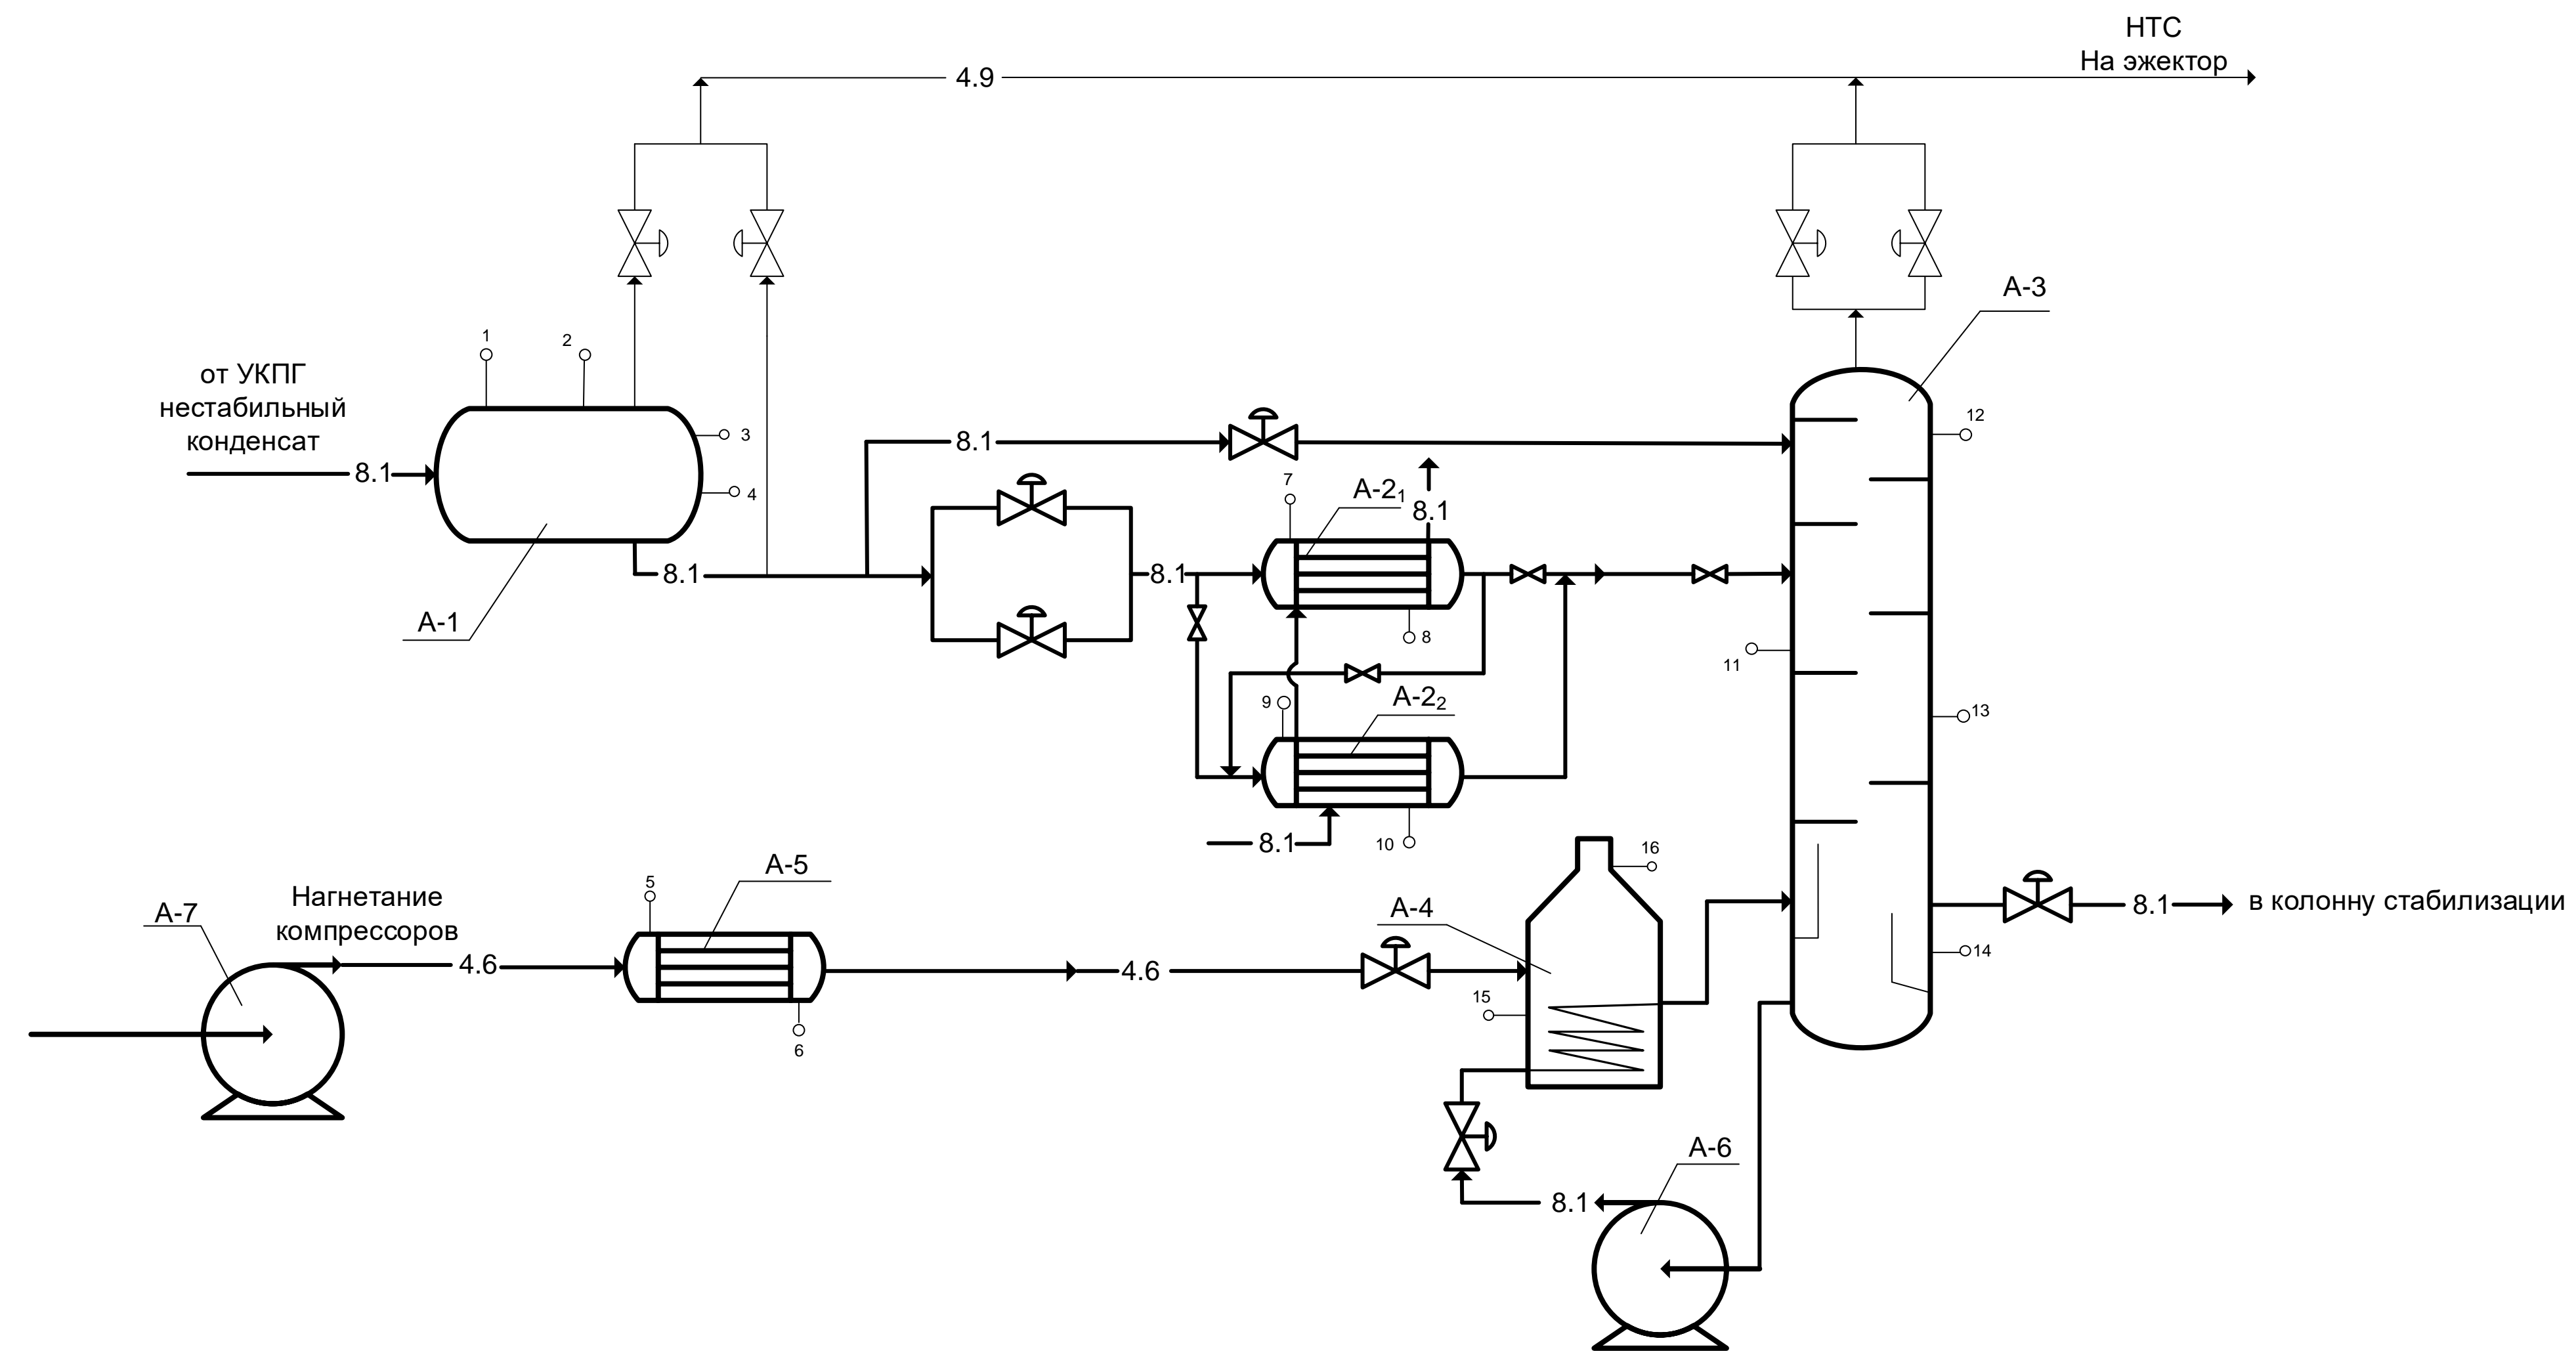 НТС
На эжектор
4.9
А-3
1
2
12
от УКПГ
нестабильный
конденсат
8.1
3
4
8.1
7
А-2₁
8.1
8.1
8.1
А-1
8
11
9
А-2₂
13
8.1
10
16
5
А-5
А-7
Нагнетание
компрессоров
4.6
А-4
8.1
в колонну стабилизации
14
4.6
15
6
А-6
8.1